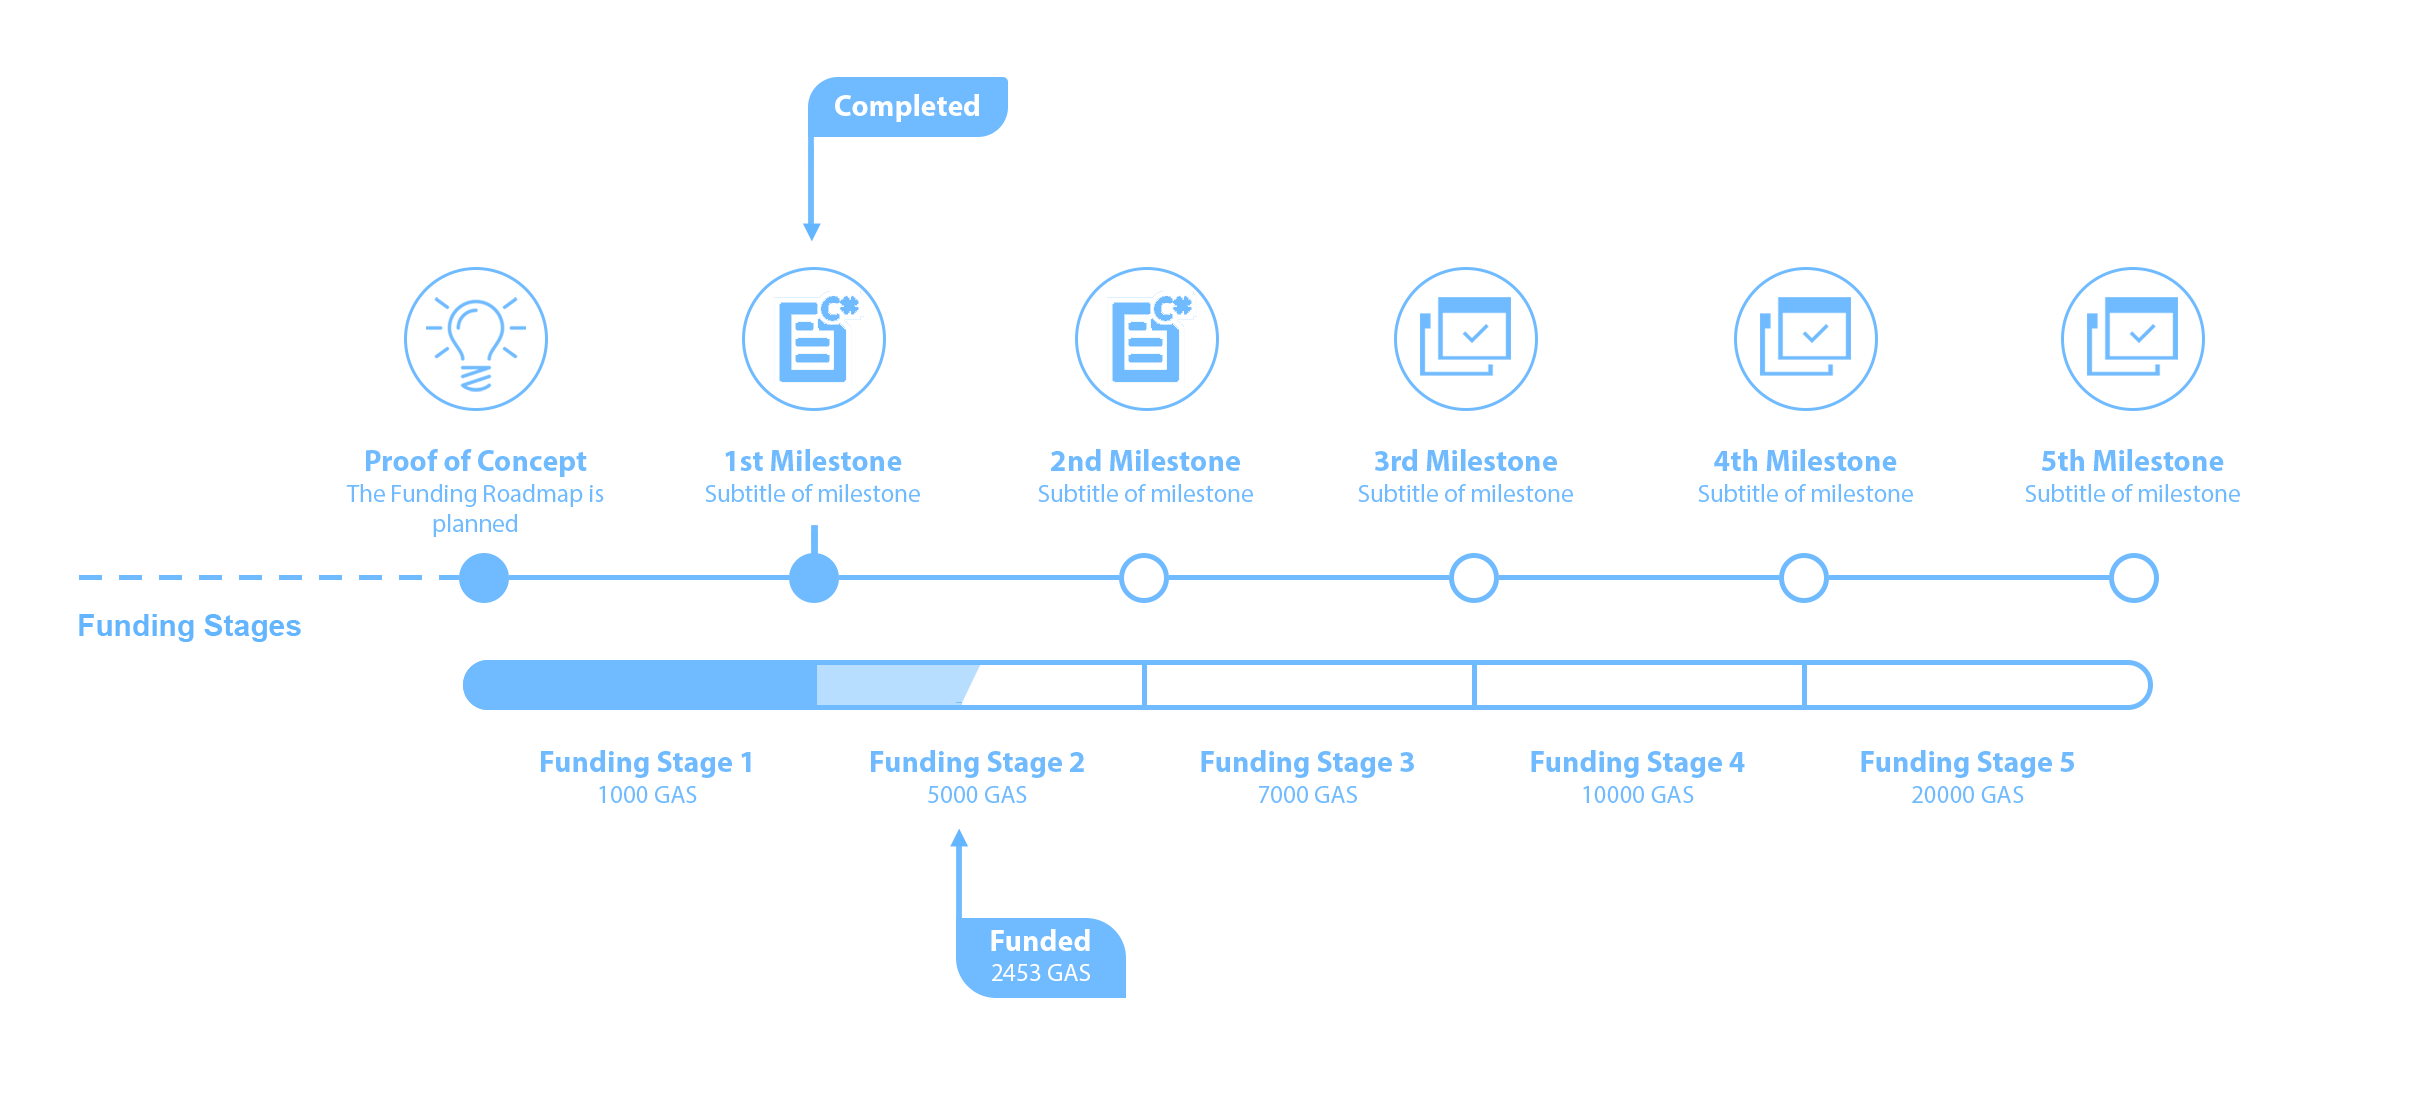 Completed
C#
C#
Proof of Concept
The Funding Roadmap is
planned
1st Milestone
Subtitle of milestone
2nd Milestone
Subtitle of milestone
3rd Milestone
Subtitle of milestone
4th Milestone
Subtitle of milestone
5th Milestone
Subtitle of milestone
Funding Stages
Funding Stage 1
1000 GAS
Funding Stage 2
5000 GAS
Funding Stage 3
7000 GAS
Funding Stage 4
10000 GAS
Funding Stage 5
20000 GAS
Funded
2453 GAS